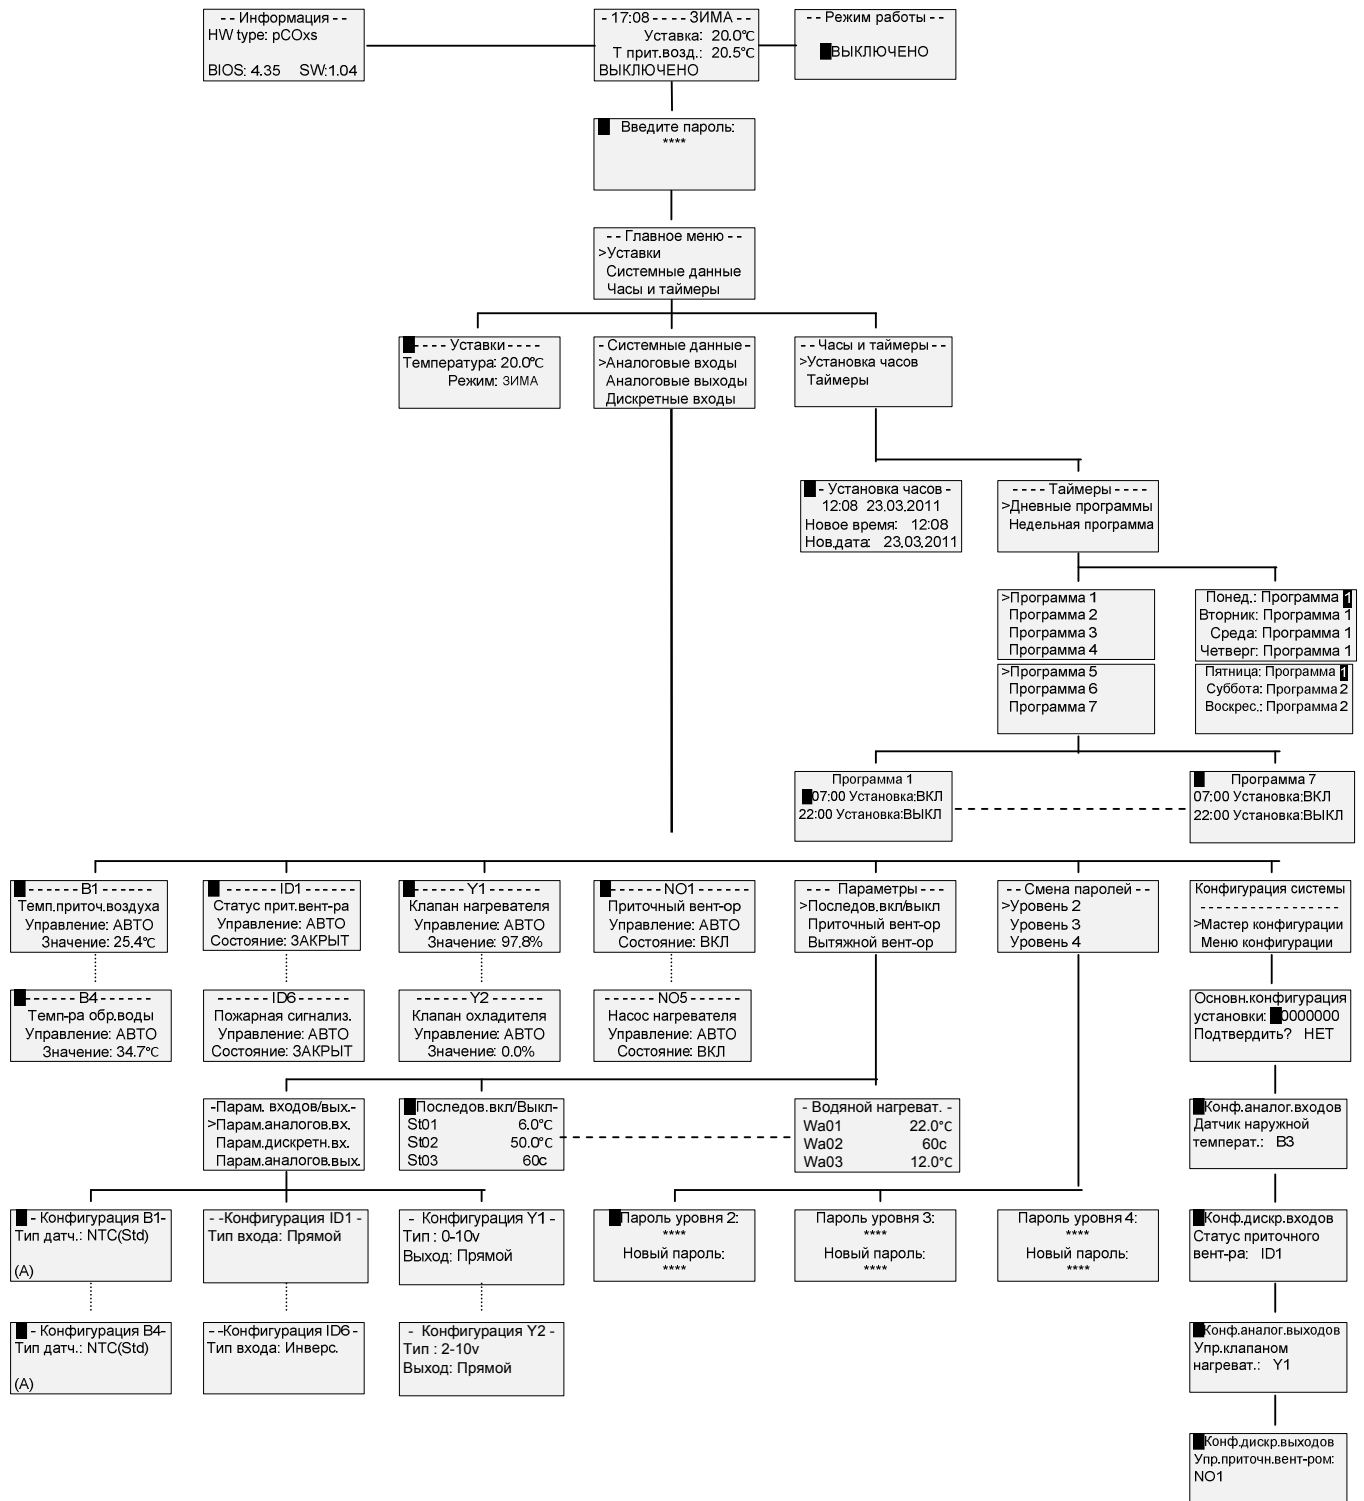 -- Информация --
HW type: pCOxs
BIOS: 4.35 SW:1.04
- 17:08 - - - - ЗИМА - -
Уставка: 20.0°C
Т прит.возд.: 20.5°C
ВЫКЛЮЧЕНО
-- Режим работы --
ВЫКЛЮЧЕНО
Введите пароль:
****
-- Главное меню --
>Уставки
Системные данные
Часы и таймеры
- - - - Уставки - - - -
Температура: 20.0°C
Режим: ЗИМА
- Системные данные -
>Аналоговые входы
Аналоговые выходы
Дискретные входы
-- Часы и таймеры --
>Установка часов
Таймеры
- Установка часов -
12:08 23.03.2011
Новое время: 12:08
Нов.дата: 23.03.2011
- - - - Таймеры - - - -
>Дневные программы
Недельная программа
>Программа 1
Программа 2
Программа 3
Программа 4
>Программа 5
Программа 6
Программа 7
Понед.: Программа 1
Вторник: Программа 1
Среда: Программа 1
Четверг: Программа 1
Пятница: Программа 1
Суббота: Программа 2
Воскрес.: Программа 2
Программа 1
07:00 Установка:ВКЛ
22:00 Установка:ВЫКЛ
Программа 7
07:00 Установка:ВКЛ
22:00 Установка:ВЫКЛ
- - - - - - B1 - - - - - -
Темп.приточ.воздуха
Управление: АВТО
Значение: 25.4°C
- - - - - - ID1 - - - - - -
Статус прит.вент-ра
Управление: АВТО
Состояние: ЗАКРЫТ
- - - - - - Y1 - - - - - -
Клапан нагревателя
Управление: АВТО
Значение: 97,8%
- - - - - - NO1 - - - - - -
Приточный вент-ор
Управление: АВТО
Состояние: ВКЛ
- - - Параметры - - -
>Последов.вкл/выкл
Приточный вент-ор
Вытяжной вент-ор
-- Смена паролей --
>Уровень 2
Уровень 3
Уровень 4
Конфигурация системы
- - - - - - - - - - - - - - - -
>Мастер конфигурации
Меню конфигурации
- - - - - - B4 - - - - - -
Темп-ра обр.воды
Управление: АВТО
Значение: 34.7°C
- - - - - - ID6 - - - - - -
Пожарная сигнализ.
Управление: АВТО
Состояние: ЗАКРЫТ
- - - - - - Y2 - - - - - -
Клапан охладителя
Управление: АВТО
Значение: 0.0%
- - - - - - NO5 - - - - - -
Насос нагревателя
Управление: АВТО
Состояние: ВКЛ
Основн.конфигурация
установки: 0000000
Подтвердить? НЕТ
-Парам. входов/вых.-
>Парам.аналогов.вх.
Парам.дискретн.вх.
Парам.аналогов.вых.
Последов.вкл/Выкл-
St01 6.0°C
St02 50.0°C
St03 60c
- Водяной нагреват. -
Wa01 22.0°C
Wa02 60c
Wa03 12.0°C
Конф.аналог.входов
Датчик наружной
температ.: B3
- Конфигурация B1-
Тип датч.: NTC(Std)
(A)
- -Конфигурация ID1 -
Тип входа: Прямой
- Конфигурация Y1 -
Тип : 0-10v
Выход: Прямой
Пароль уровня 2:
****
Новый пароль:
****
Пароль уровня 3:
****
Новый пароль:
****
Пароль уровня 4:
****
Новый пароль:
****
Конф.дискр.входов
Статус приточного
вент-ра: ID1
- Конфигурация B4-
Тип датч.: NTC(Std)
(A)
- -Конфигурация ID6 -
Тип входа: Инверс.
- Конфигурация Y2 -
Тип : 2-10v
Выход: Прямой
Конф.аналог.выходов
Упр.клапаном
нагреват.: Y1
Конф.дискр.выходов
Упр.приточн.вент-ром:
NO1